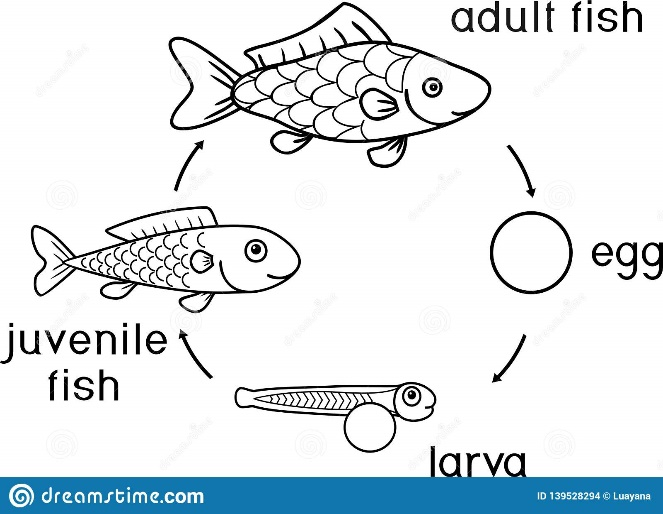 adult fish
egg
juvenile
fish
larva
dreamstime.com
ID 139528294 © Luayana